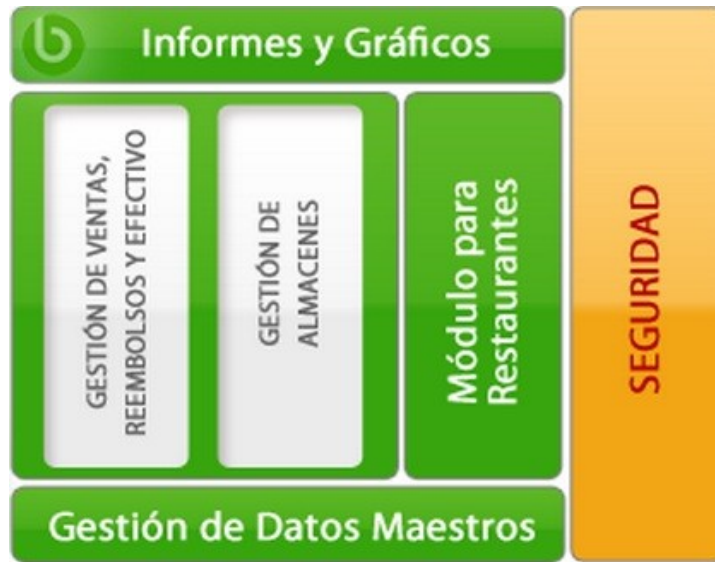 b Informes y Gráficos
GESTIÓN DE VENTAS,
REEMBOLSOS Y EFECTIVO
GESTIÓN DE
ALMACENES
Módulo para
Restaurantes
SEGURIDAD
Gestión de Datos Maestros